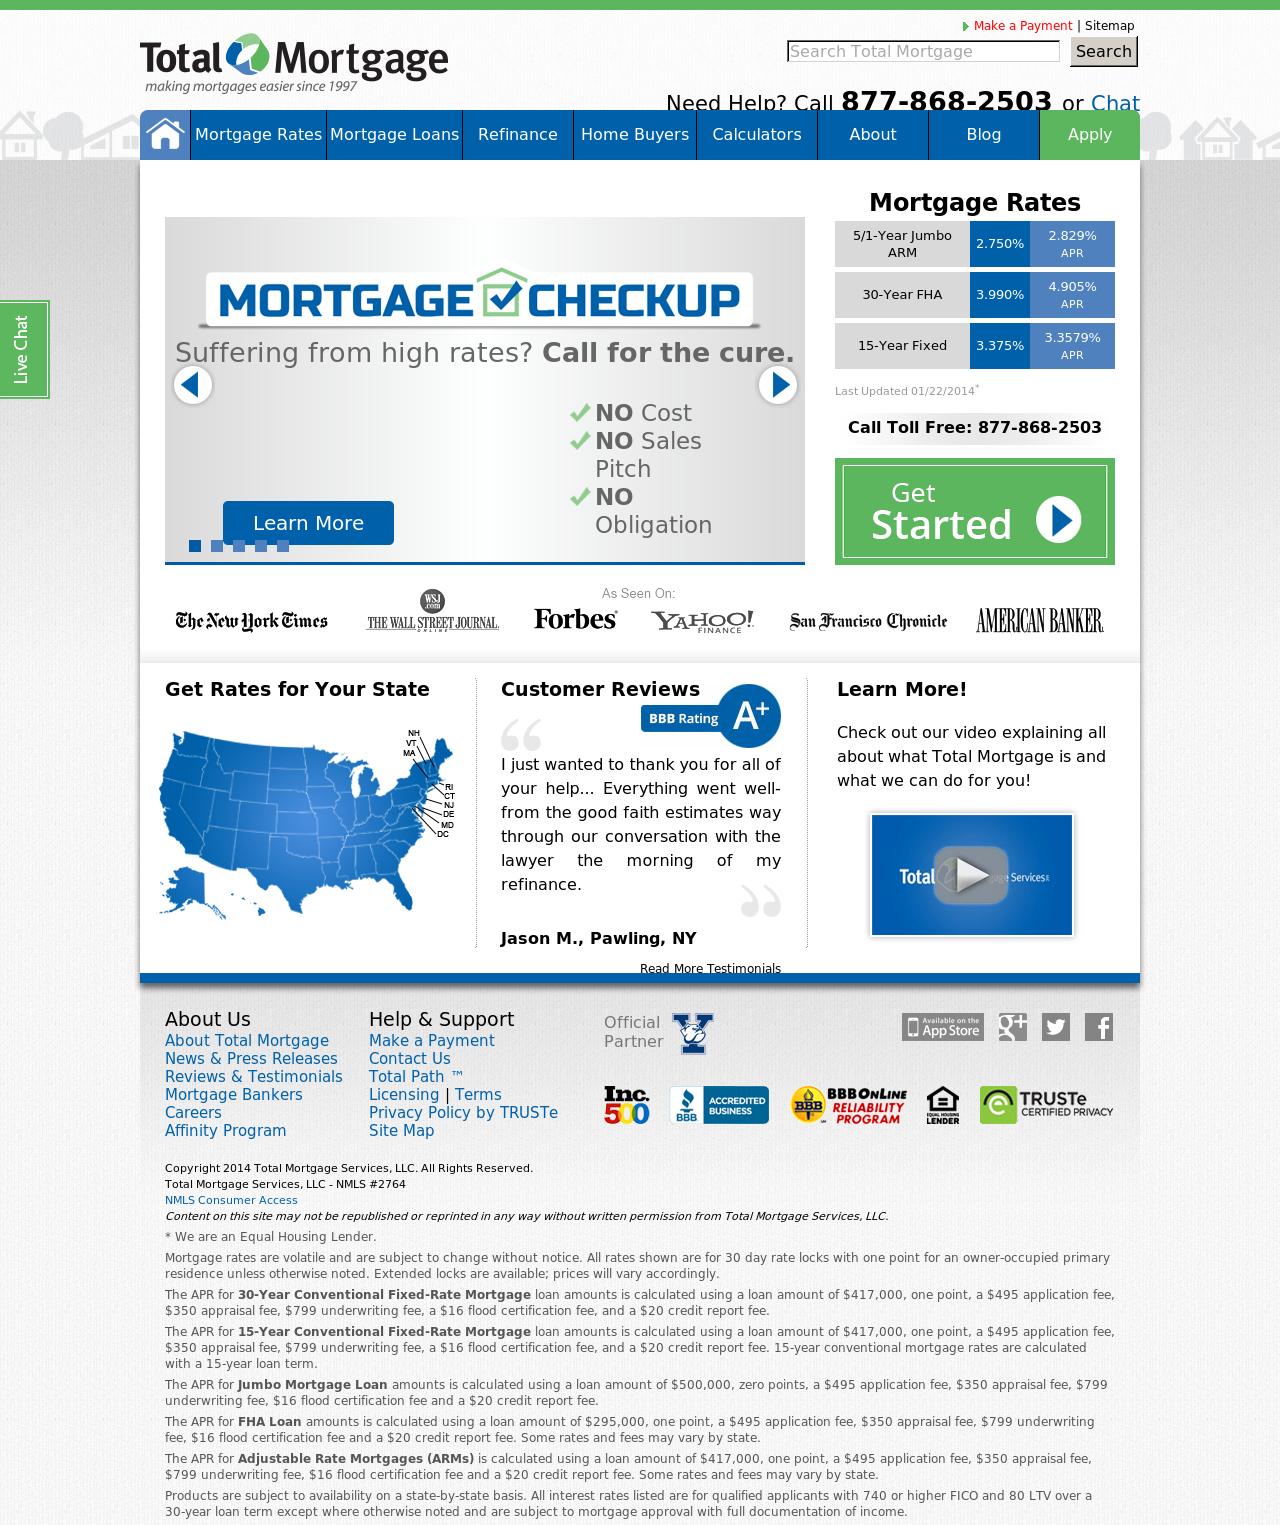 Make a Payment | Sitemap
Total Mortgage
making mortgages easier since 1997
Search Total Mortgage
Search
Need Help? Call 877-868-2503 or Chat
Mortgage Rates
Mortgage Loans
Refinance
Home Buyers
Calculators
About
Blog
Apply
Live Chat
MORTGAGE CHECKUP
Suffering from high rates? Call for the cure.
NO Cost
NO Sales
Pitch
NO
Obligation
Learn More
Mortgage Rates
5/1-Year Jumbo
ARM
2.750%
2.829%
APR
30-Year FHA
3.990%
4.905%
APR
15-Year Fixed
3.375%
3.3579%
APR
Last Updated 01/22/2014*
Call Toll Free: 877-868-2503
Get
Started
As Seen On:
The New York Times
WSJ
.com
THE WALL STREET JOURNAL.
ONLINE
Forbes
YAHOO!
FINANCE
San Francisco Chronicle
AMERICAN BANKER
Get Rates for Your State
NH
VT
MA
RI
CT
NJ
DE
MD
DC
Customer Reviews
BBB Rating A+
“
I just wanted to thank you for all of
your help... Everything went well-
from the good faith estimates way
through our conversation with the
lawyer the morning of my
refinance.
”
Jason M., Pawling, NY
Read More Testimonials
Learn More!
Check out our video explaining all
about what Total Mortgage is and
what we can do for you!
Total Services
About Us
About Total Mortgage
News & Press Releases
Reviews & Testimonials
Mortgage Bankers
Careers
Affinity Program
Help & Support
Make a Payment
Contact Us
Total Path ™
Licensing | Terms
Privacy Policy by TRUSTe
Site Map
Official
Partner
Y
Available on the
App Store
g+
f
Inc.
500
BBB
ACCREDITED
BUSINESS
BBB
BBBONLINE
RELIABILITY
PROGRAM
EQUAL HOUSING
LENDER
TRUSTe
CERTIFIED PRIVACY
Copyright 2014 Total Mortgage Services, LLC. All Rights Reserved.
Total Mortgage Services, LLC - NMLS #2764
NMLS Consumer Access
Content on this site may not be republished or reprinted in any way without written permission from Total Mortgage Services, LLC.
* We are an Equal Housing Lender.
Mortgage rates are volatile and are subject to change without notice. All rates shown are for 30 day rate locks with one point for an owner-occupied primary
residence unless otherwise noted. Extended locks are available; prices will vary accordingly.
The APR for 30-Year Conventional Fixed-Rate Mortgage loan amounts is calculated using a loan amount of $417,000, one point, a $495 application fee,
$350 appraisal fee, $799 underwriting fee, a $16 flood certification fee, and a $20 credit report fee.
The APR for 15-Year Conventional Fixed-Rate Mortgage loan amounts is calculated using a loan amount of $417,000, one point, a $495 application fee,
$350 appraisal fee, $799 underwriting fee, a $16 flood certification fee, and a $20 credit report fee. 15-year conventional mortgage rates are calculated
with a 15-year loan term.
The APR for Jumbo Mortgage Loan amounts is calculated using a loan amount of $500,000, zero points, a $495 application fee, $350 appraisal fee, $799
underwriting fee, $16 flood certification fee and a $20 credit report fee.
The APR for FHA Loan amounts is calculated using a loan amount of $295,000, one point, a $495 application fee, $350 appraisal fee, $799 underwriting
fee, $16 flood certification fee and a $20 credit report fee. Some rates and fees may vary by state.
The APR for Adjustable Rate Mortgages (ARMs) is calculated using a loan amount of $417,000, one point, a $495 application fee, $350 appraisal fee,
$799 underwriting fee, $16 flood certification fee and a $20 credit report fee. Some rates and fees may vary by state.
Products are subject to availability on a state-by-state basis. All interest rates listed are for qualified applicants with 740 or higher FICO and 80 LTV over a
30-year loan term except where otherwise noted and are subject to mortgage approval with full documentation of income.